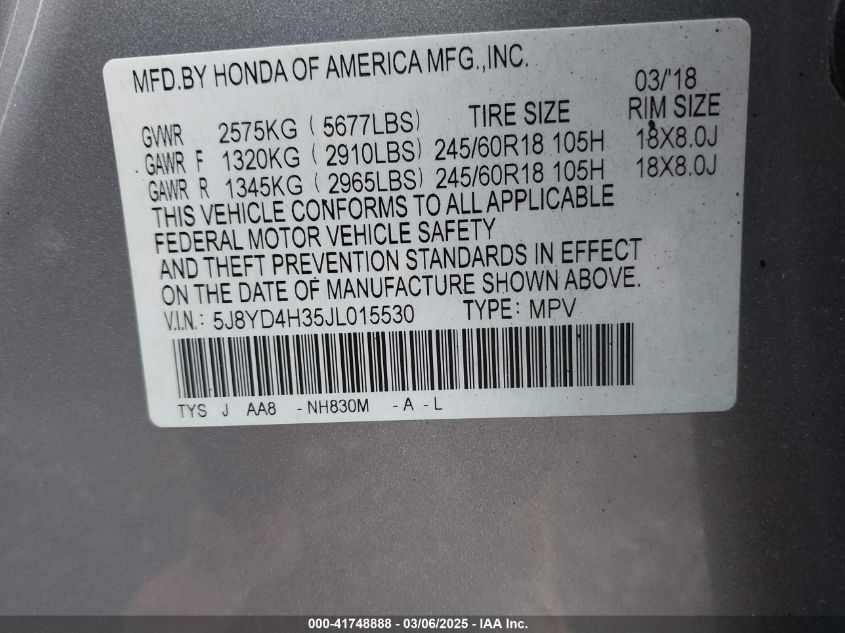 MFD.BY HONDA OF AMERICA MFG.,INC.
03/'18
GVWR 2575KG (5677LBS) TIRE SIZE RIM SIZE
GAWR F 1320KG (2910LBS) 245/60R18 105H 18X8.0J
GAWR R 1345KG (2965LBS) 245/60R18 105H 18X8.0J
THIS VEHICLE CONFORMS TO ALL APPLICABLE
FEDERAL MOTOR VEHICLE SAFETY
AND THEFT PREVENTION STANDARDS IN EFFECT
ON THE DATE OF MANUFACTURE SHOWN ABOVE.
V.I.N.: 5J8YD4H35JL015530 TYPE: MPV
TYS J AA8 -NH830M -A -L
000-41748888 — 03/06/2025 — IAA Inc.